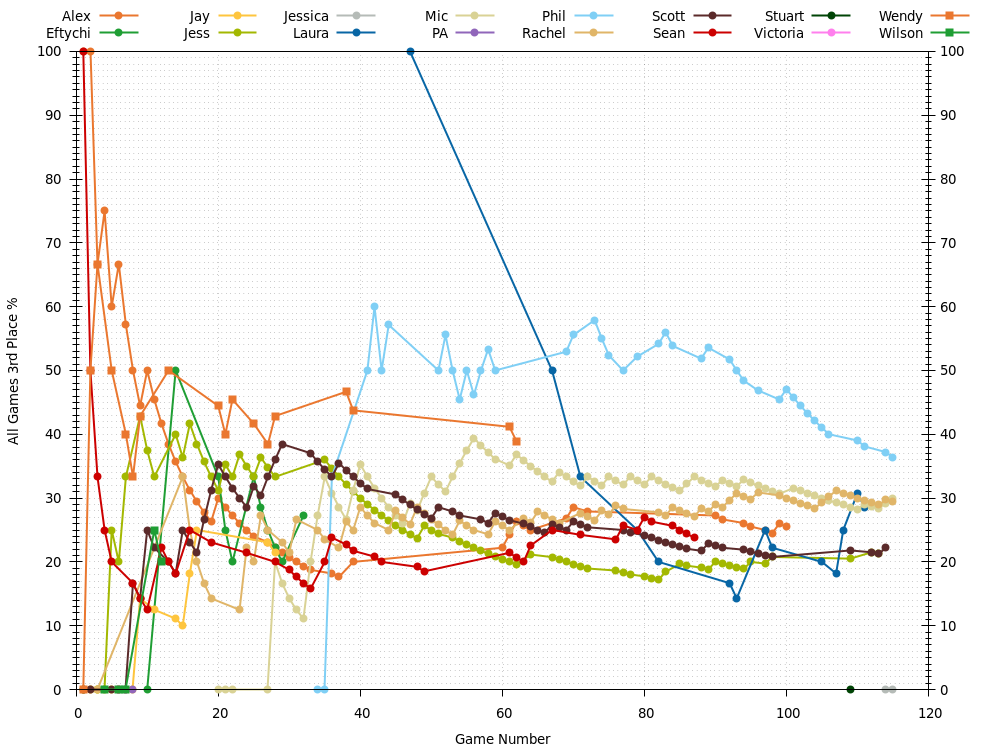 Alex Jay Jessica Mic Phil Scott Stuart Wendy
Eftychi Jess Laura PA Rachel Sean Victoria Wilson
100 100
90 90
80 80
70 70
60 60
50 50
40 40
30 30
20 20
10 10
0 0
All Games 3rd Place %
0 20 40 60 80 100 120
Game Number